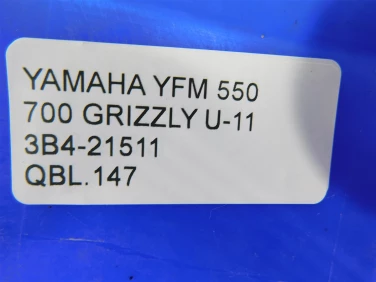 YAMAHA YFM 550
700 GRIZZLY U-11
3B4-21511
QBL.147